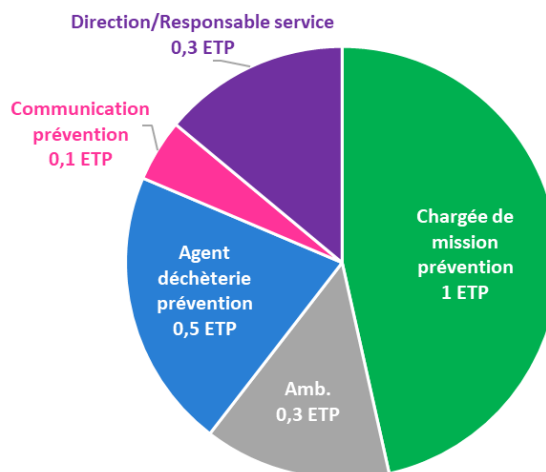 Direction/Responsable service
0,3 ETP
Communication
prévention
0,1 ETP
Chargée de
mission
prévention
1 ETP
Agent
déchèterie
prévention
0,5 ETP
Amb.
0,3 ETP